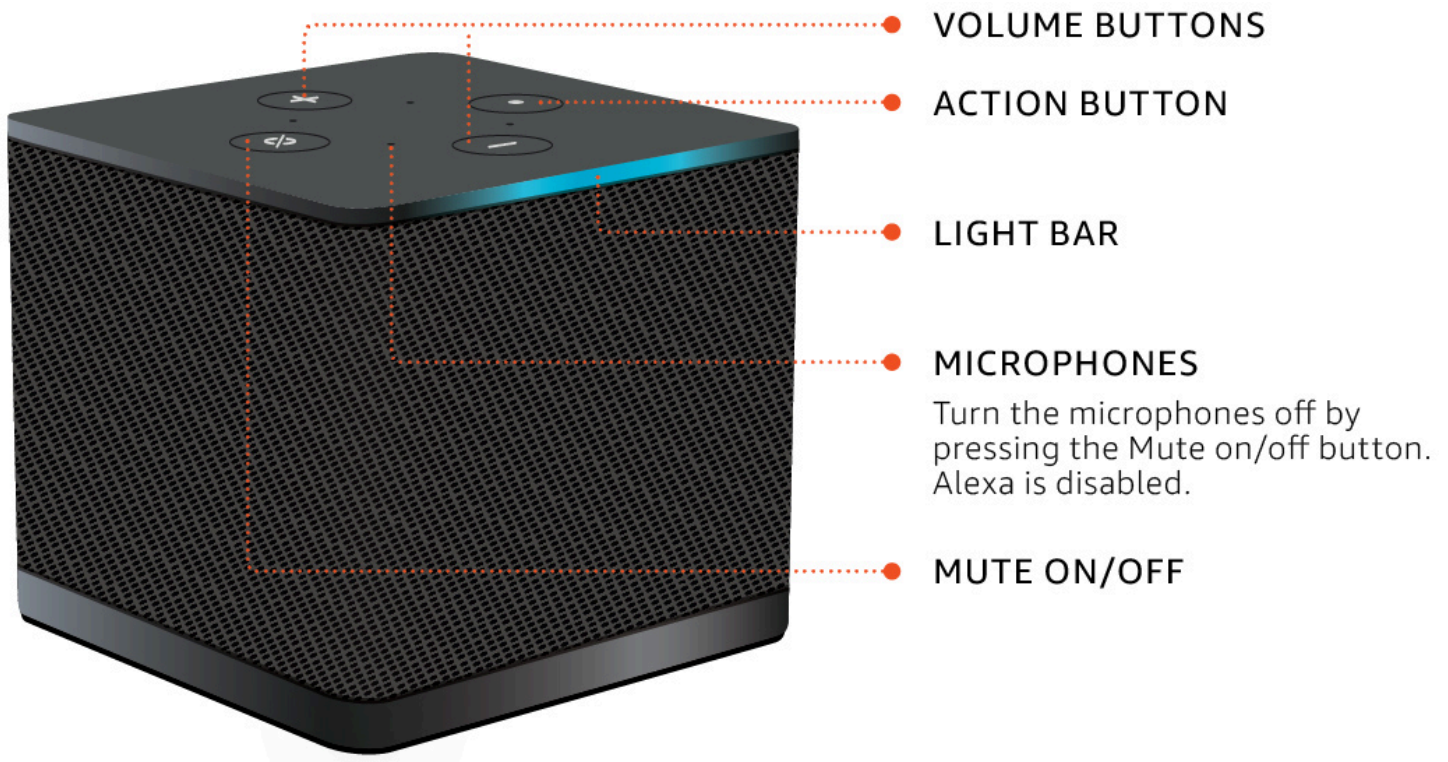 VOLUME BUTTONS
ACTION BUTTON
LIGHT BAR
MICROPHONES
Turn the microphones off by
pressing the Mute on/off button.
Alexa is disabled.
MUTE ON/OFF